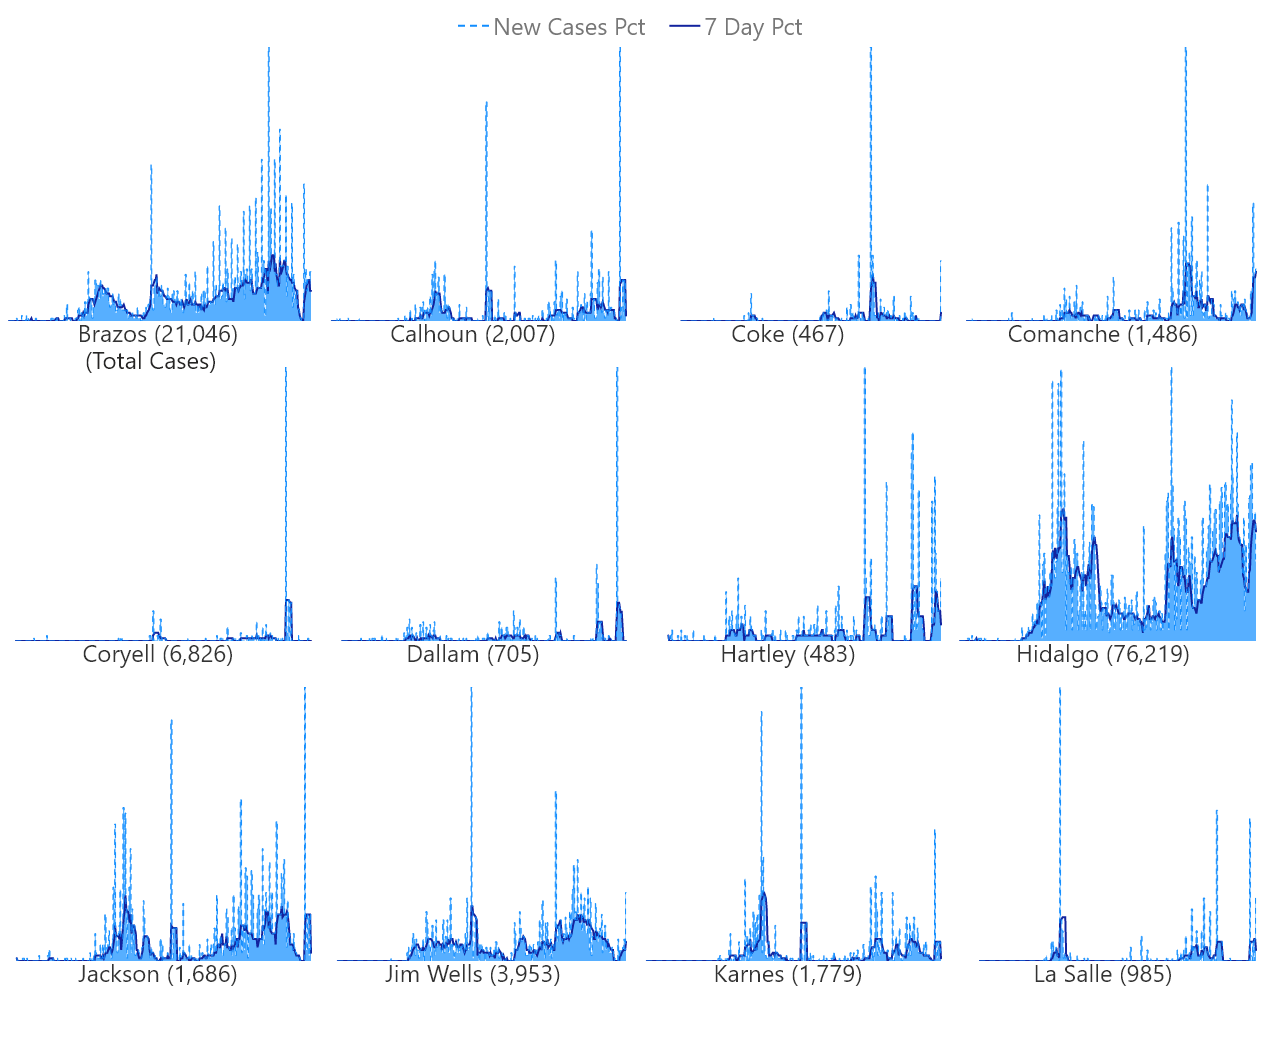 New Cases Pct 7 Day Pct
Brazos (21,046)
(Total Cases)
Calhoun (2,007)
Coke (467)
Comanche (1,486)
Coryell (6,826)
Dallam (705)
Hartley (483)
Hidalgo (76,219)
Jackson (1,686)
Jim Wells (3,953)
Karnes (1,779)
La Salle (985)